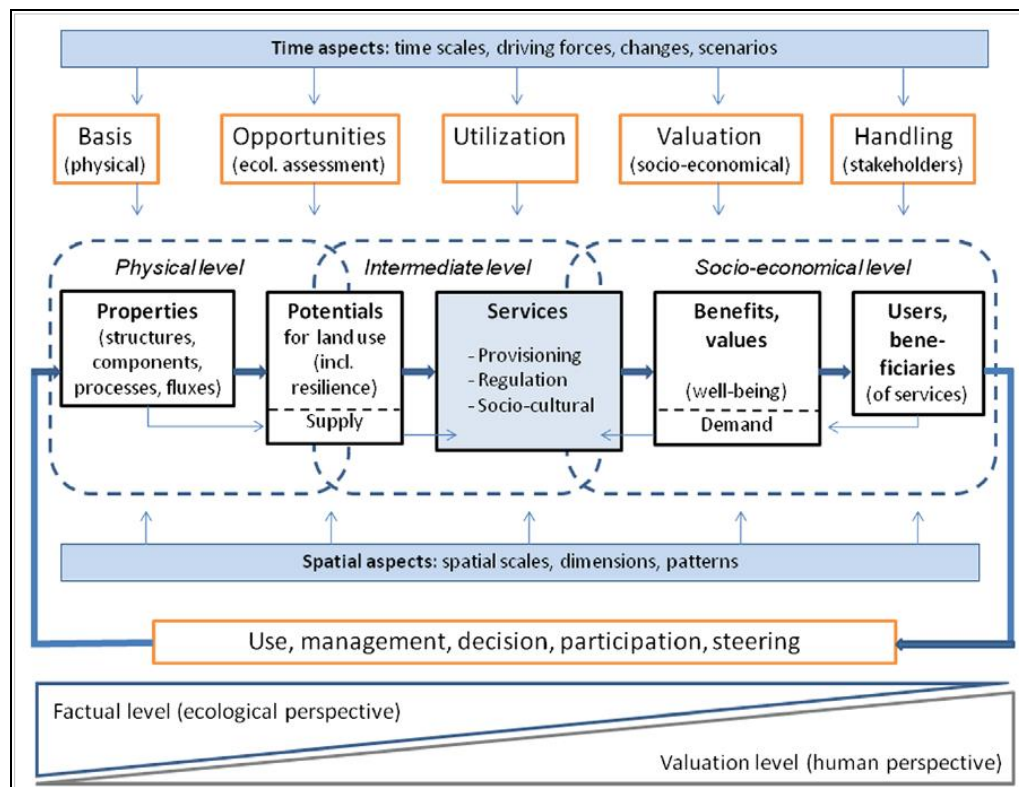 Time aspects: time scales, driving forces, changes, scenarios
Basis
(physical)
Opportunities
(ecol. assessment)
Utilization
Valuation
(socio-economical)
Handling
(stakeholders)
Physical level
Intermediate level
Socio-economical level
Properties
(structures,
components,
processes, fluxes)
Potentials
for land use
(incl.
resilience)
Supply
Services
- Provisioning
- Regulation
- Socio-cultural
Benefits,
values
(well-being)
Demand
Users,
bene-
ficiaries
(of services)
Spatial aspects: spatial scales, dimensions, patterns
Use, management, decision, participation, steering
Factual level (ecological perspective)
Valuation level (human perspective)